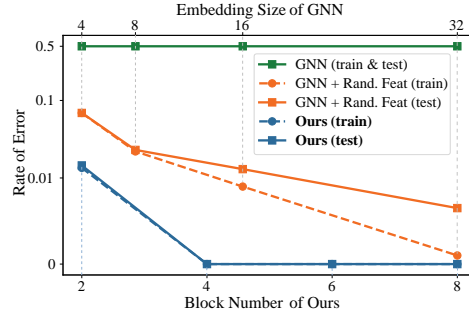 Embedding Size of GNN
4 8 16 32
0.5
0.1
0.01
0
Rate of Error
GNN (train & test)
GNN + Rand. Feat (train)
GNN + Rand. Feat (test)
Ours (train)
Ours (test)
2 4 6 8
Block Number of Ours